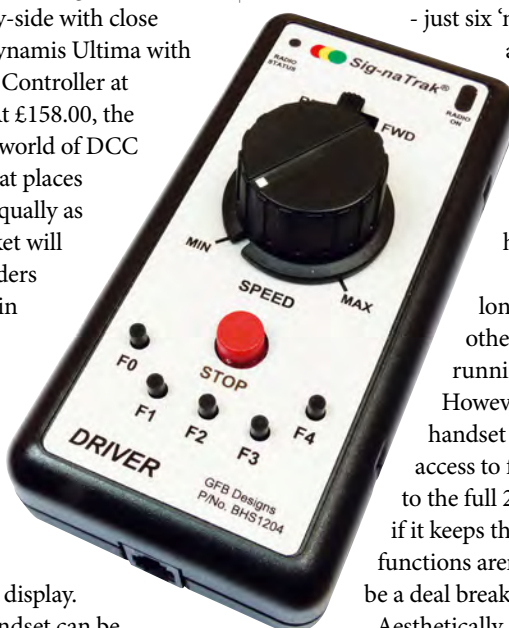 y-side with close
ynamis Ultima with
Controller at
At £158.00, the
world of DCC
at places
qually as
ket will
ders
in
display.
ndset can be
RADIO
STATUS
Sig-naTrak®
RADIO
ON
FWD
MIN
MAX
SPEED
STOP
F0
F1
F2
F3
F4
DRIVER
GFB Designs
P/No. BHS1204
- just six ‘n
a
h
lon
othe
runni
Howev
handset
access to f
to the full 2
if it keeps th
functions aren
be a deal break
Aesthetically